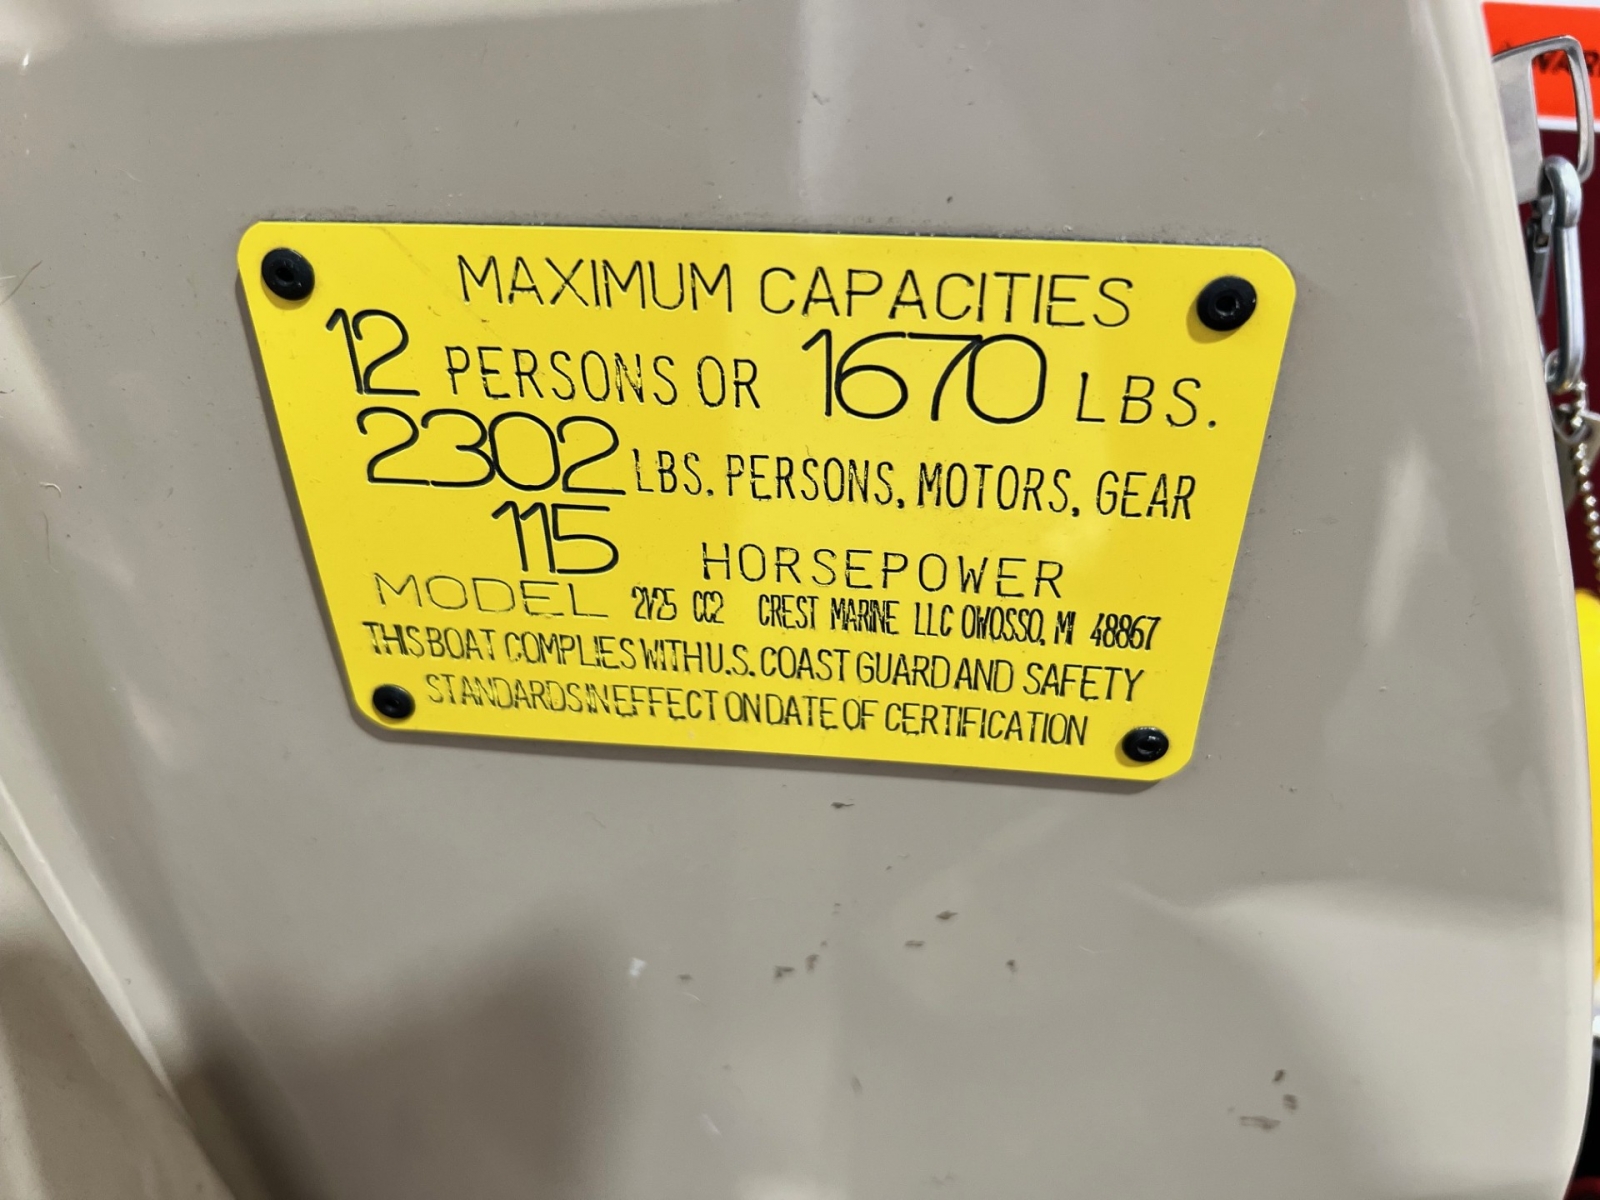 MAXIMUM CAPACITIES
12 PERSONS OR 1670 LBS.
2302 LBS. PERSONS, MOTORS, GEAR
115 HORSEPOWER
MODEL 2V25 CC2 CREST MARINE LLC OWOSSO, MI 48867
THIS BOAT COMPLIES WITH U.S. COAST GUARD AND SAFETY
STANDARDS IN EFFECT ON DATE OF CERTIFICATION